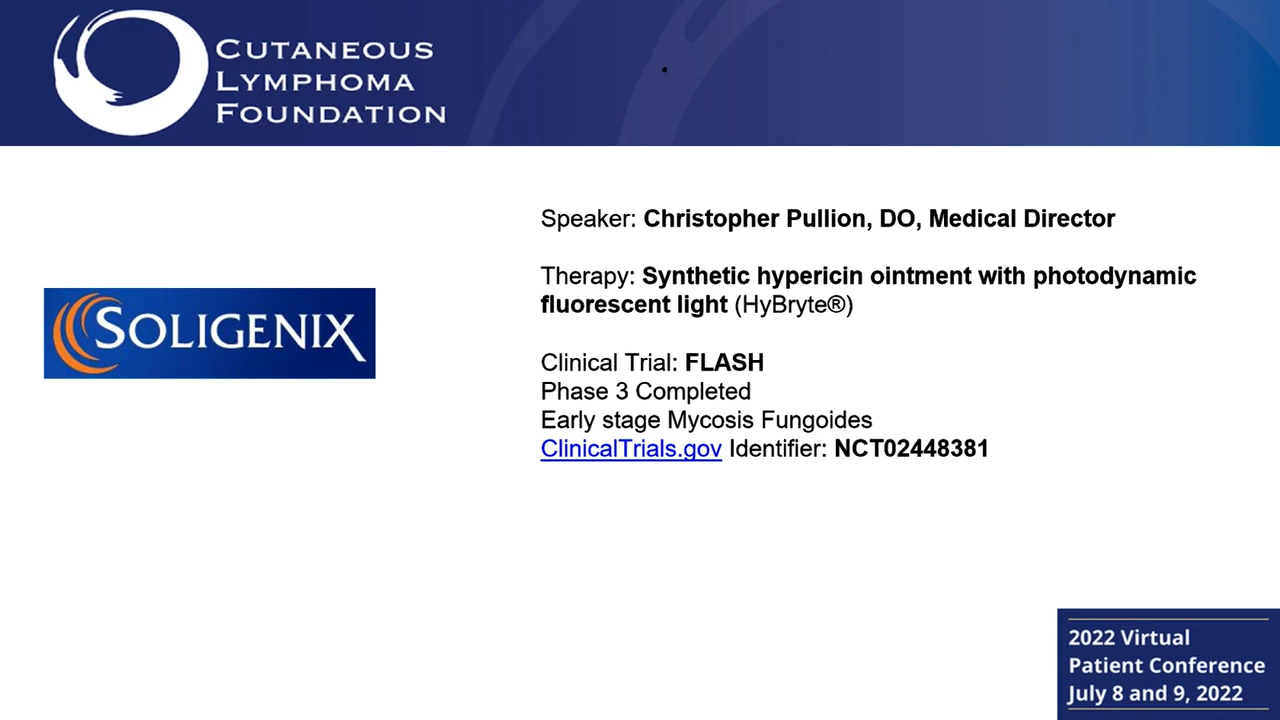 CUTANEOUS
LYMPHOMA
FOUNDATION
Speaker: Christopher Pullion, DO, Medical Director
Therapy: Synthetic hypericin ointment with photodynamic
fluorescent light (HyBryte®)
SOLIGENIX
Clinical Trial: FLASH
Phase 3 Completed
Early stage Mycosis Fungoides
ClinicalTrials.gov Identifier: NCT02448381
2022 Virtual
Patient Conference
July 8 and 9, 2022